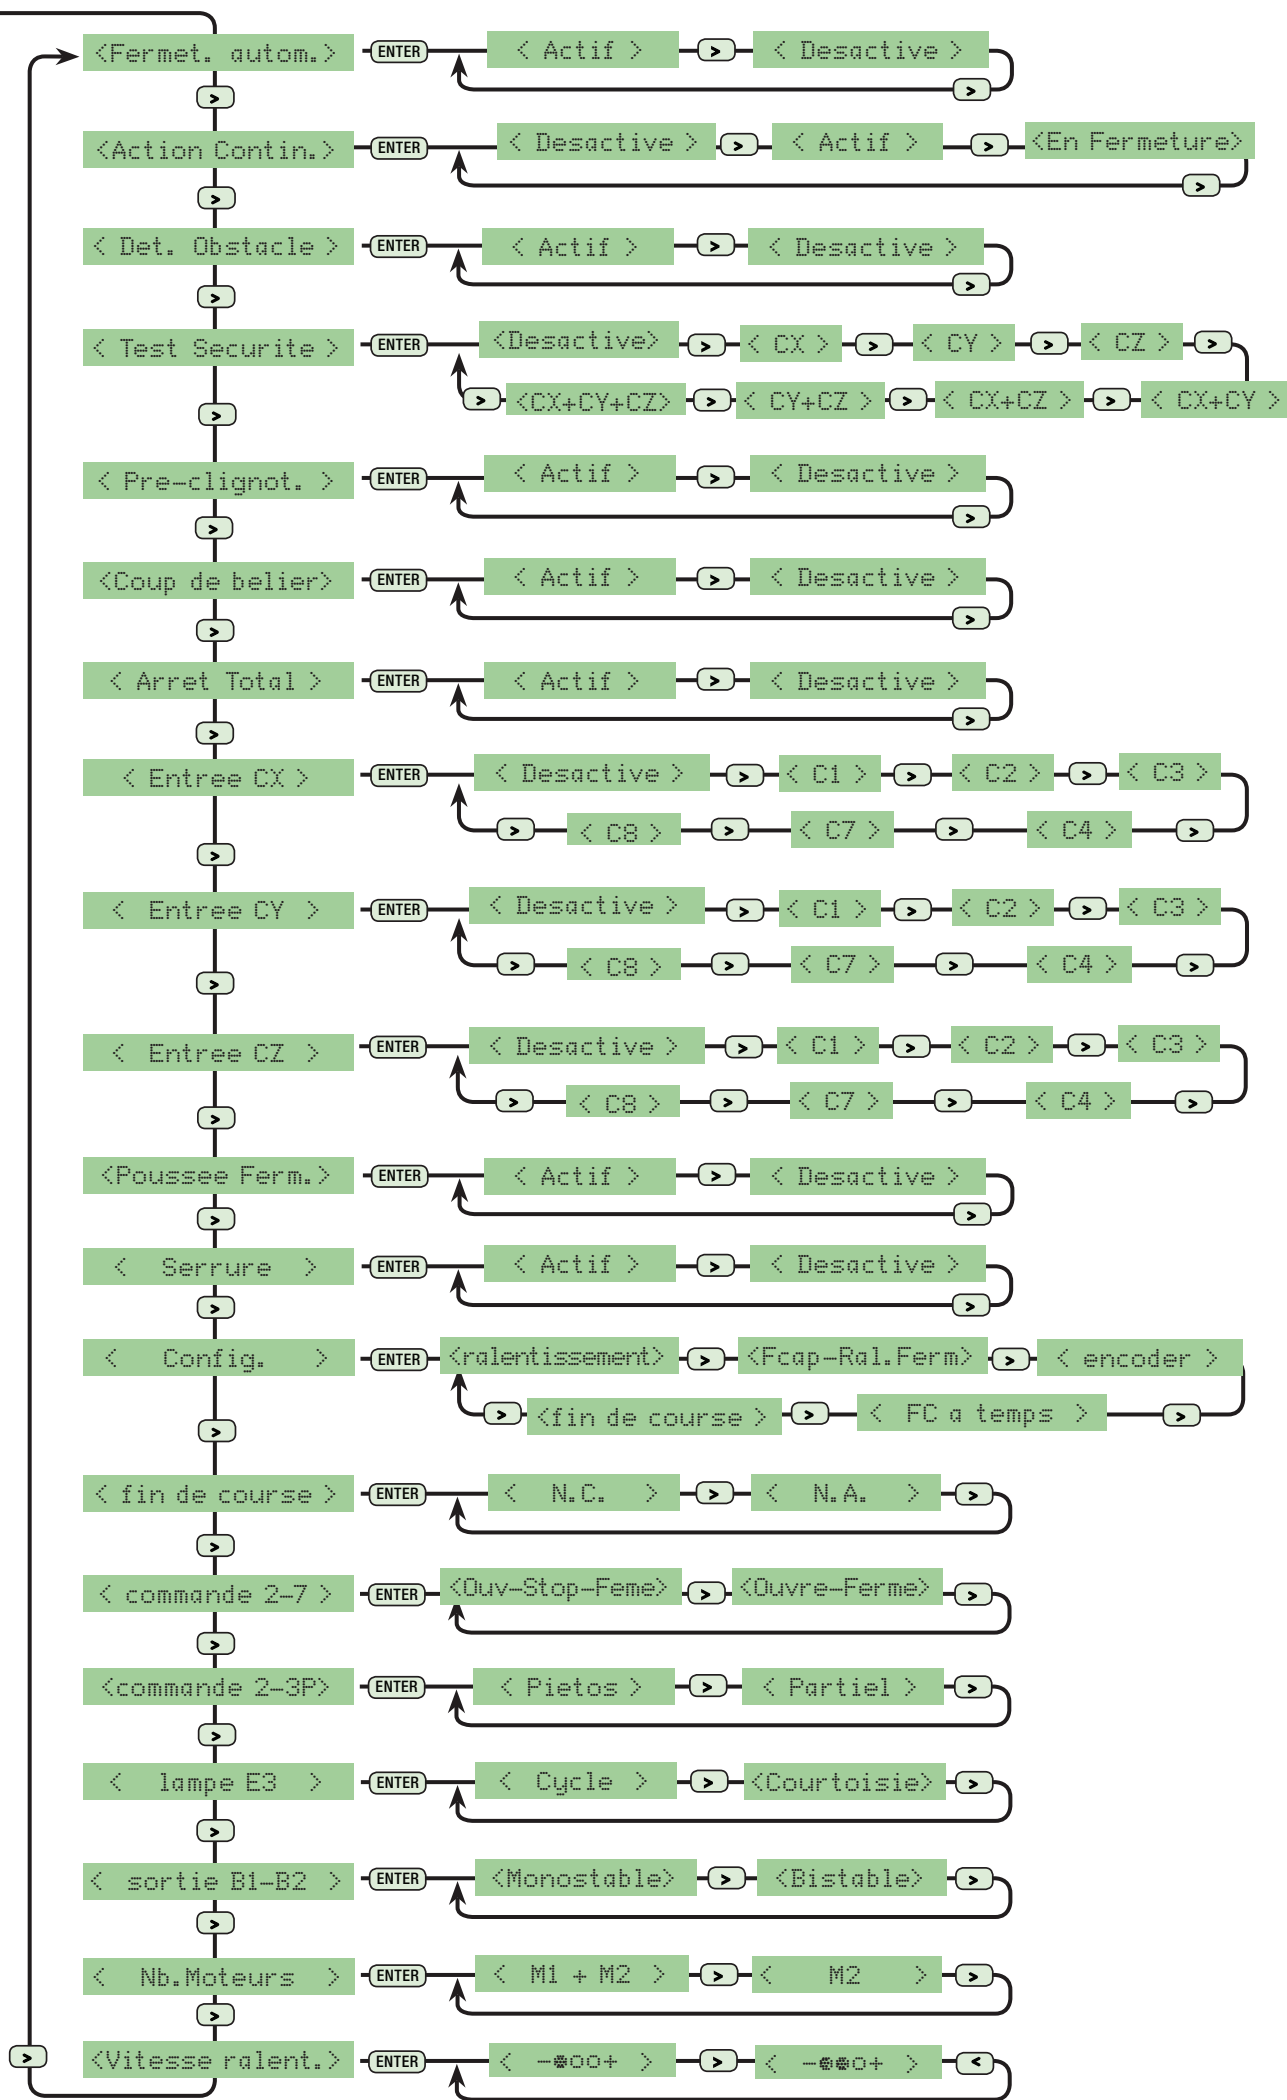 <Fermet. autom.> ENTER < Actif > > < Desactive >
>
>
<Action Contin.> ENTER < Desactive > > < Actif > > <En Fermeture>
>
>
< Det. Obstacle > ENTER < Actif > > < Desactive >
>
>
< Test Securite > ENTER <Desactive> > < CX > > < CY > > < CZ > >
> <CX+CY+CZ> > < CY+CZ > > < CX+CZ > > < CX+CY >
>
< Pre-clignot. > ENTER < Actif > > < Desactive >
>
>
<Coup de belier> ENTER < Actif > > < Desactive >
>
>
< Arret Total > ENTER < Actif > > < Desactive >
>
>
< Entree CX > ENTER < Desactive > > < C1 > > < C2 > > < C3 >
> < C8 > > < C7 > > < C4 > >
>
< Entree CY > ENTER < Desactive > > < C1 > > < C2 > > < C3 >
> < C8 > > < C7 > > < C4 > >
>
< Entree CZ > ENTER < Desactive > > < C1 > > < C2 > > < C3 >
> < C8 > > < C7 > > < C4 > >
>
<Poussee Ferm.> ENTER < Actif > > < Desactive >
>
>
< Serrure > ENTER < Actif > > < Desactive >
>
>
< Config. > ENTER <ralentissement> > <Fcap-Ral.Ferm> > < encoder >
> <fin de course > > < FC a temps > >
>
< fin de course > ENTER < N.C. > > < N.A. > >
>
< commande 2-7 > ENTER <Ouv-Stop-Feme> > <Ouvre-Ferme> >
>
<commande 2-3P> ENTER < Pietos > > < Partiel > >
>
< lampe E3 > ENTER < Cycle > > <Courtoisie> >
>
< sortie B1-B2 > ENTER <Monostable> > <Bistable> >
>
< Nb.Moteurs > ENTER < M1 + M2 > > < M2 > >
>
> <Vitesse ralent.> ENTER < -●○○+ > > < -●●○+ > <